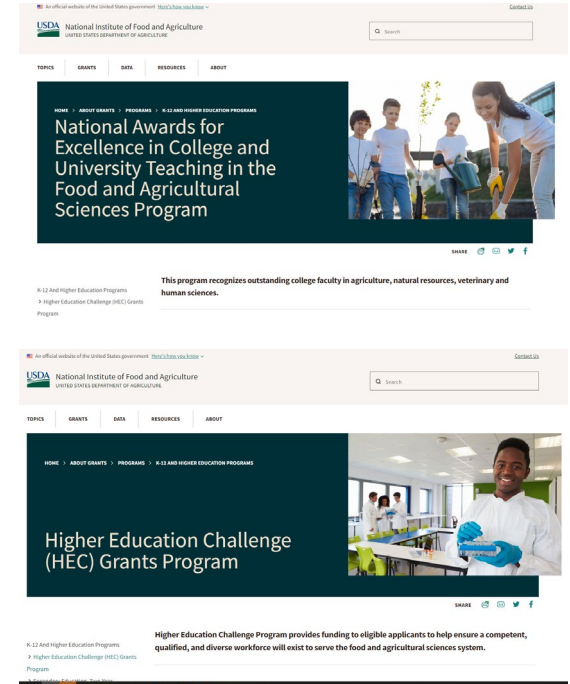 An official website of the United States government Here's how you know
Contact Us
USDA National Institute of Food and Agriculture
UNITED STATES DEPARTMENT OF AGRICULTURE
Search
TOPICS GRANTS DATA RESOURCES ABOUT
HOME > ABOUT GRANTS > PROGRAMS > K-12 AND HIGHER EDUCATION PROGRAMS
National Awards for
Excellence in College and
University Teaching in the
Food and Agricultural
Sciences Program
SHARE
This program recognizes outstanding college faculty in agriculture, natural resources, veterinary and
human sciences.
K-12 And Higher Education Programs
> Higher Education Challenge (HEC) Grants
Program
An official website of the United States government Here's how you know
Contact Us
USDA National Institute of Food and Agriculture
UNITED STATES DEPARTMENT OF AGRICULTURE
Search
TOPICS GRANTS DATA RESOURCES ABOUT
HOME > ABOUT GRANTS > PROGRAMS > K-12 AND HIGHER EDUCATION PROGRAMS
Higher Education Challenge
(HEC) Grants Program
SHARE
Higher Education Challenge Program provides funding to eligible applicants to help ensure a competent,
qualified, and diverse workforce will exist to serve the food and agricultural sciences system.
K-12 And Higher Education Programs
> Higher Education Challenge (HEC) Grants
Program
> Secondary Education, Two-Year